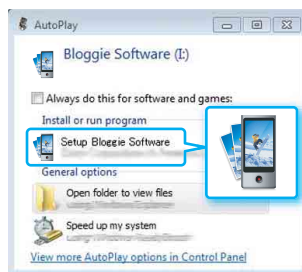 AutoPlay
Bloggie Software (I:)
Always do this for software and games:
Install or run program
Setup Bloggie Software
General options
Open folder to view files
Speed up my system
View more AutoPlay options in Control Panel